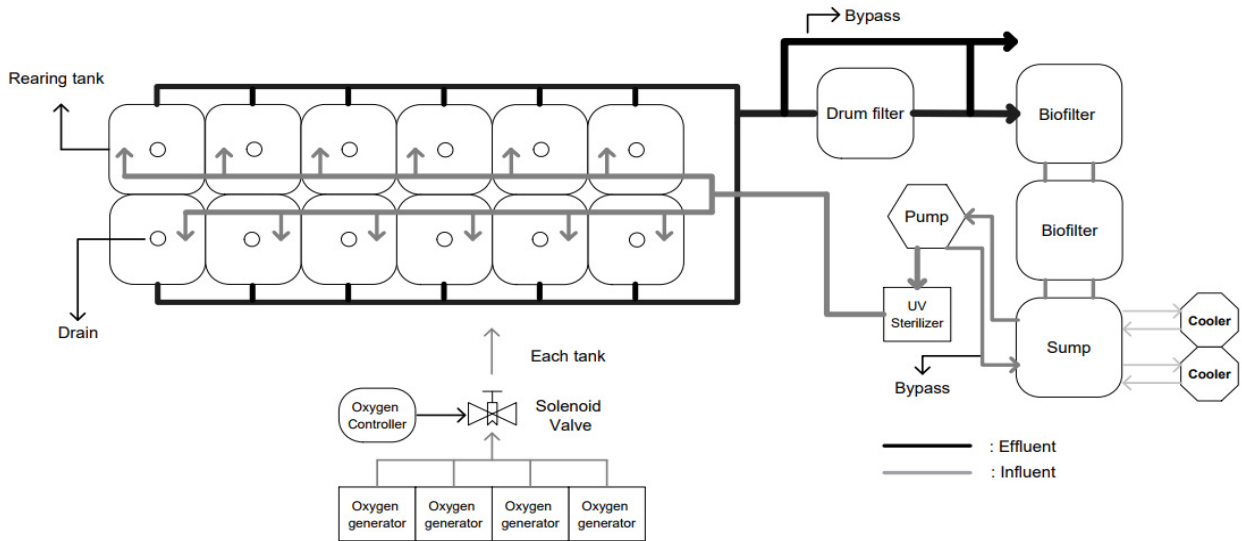 Bypass
Rearing tank
Drum filter
Biofilter
Pump
Biofilter
UV
Sterilizer
Cooler
Sump
Drain
Each tank
Cooler
Bypass
Oxygen
Controller
Solenoid
Valve
: Effluent
: Influent
Oxygen
generator
Oxygen
generator
Oxygen
generator
Oxygen
generator